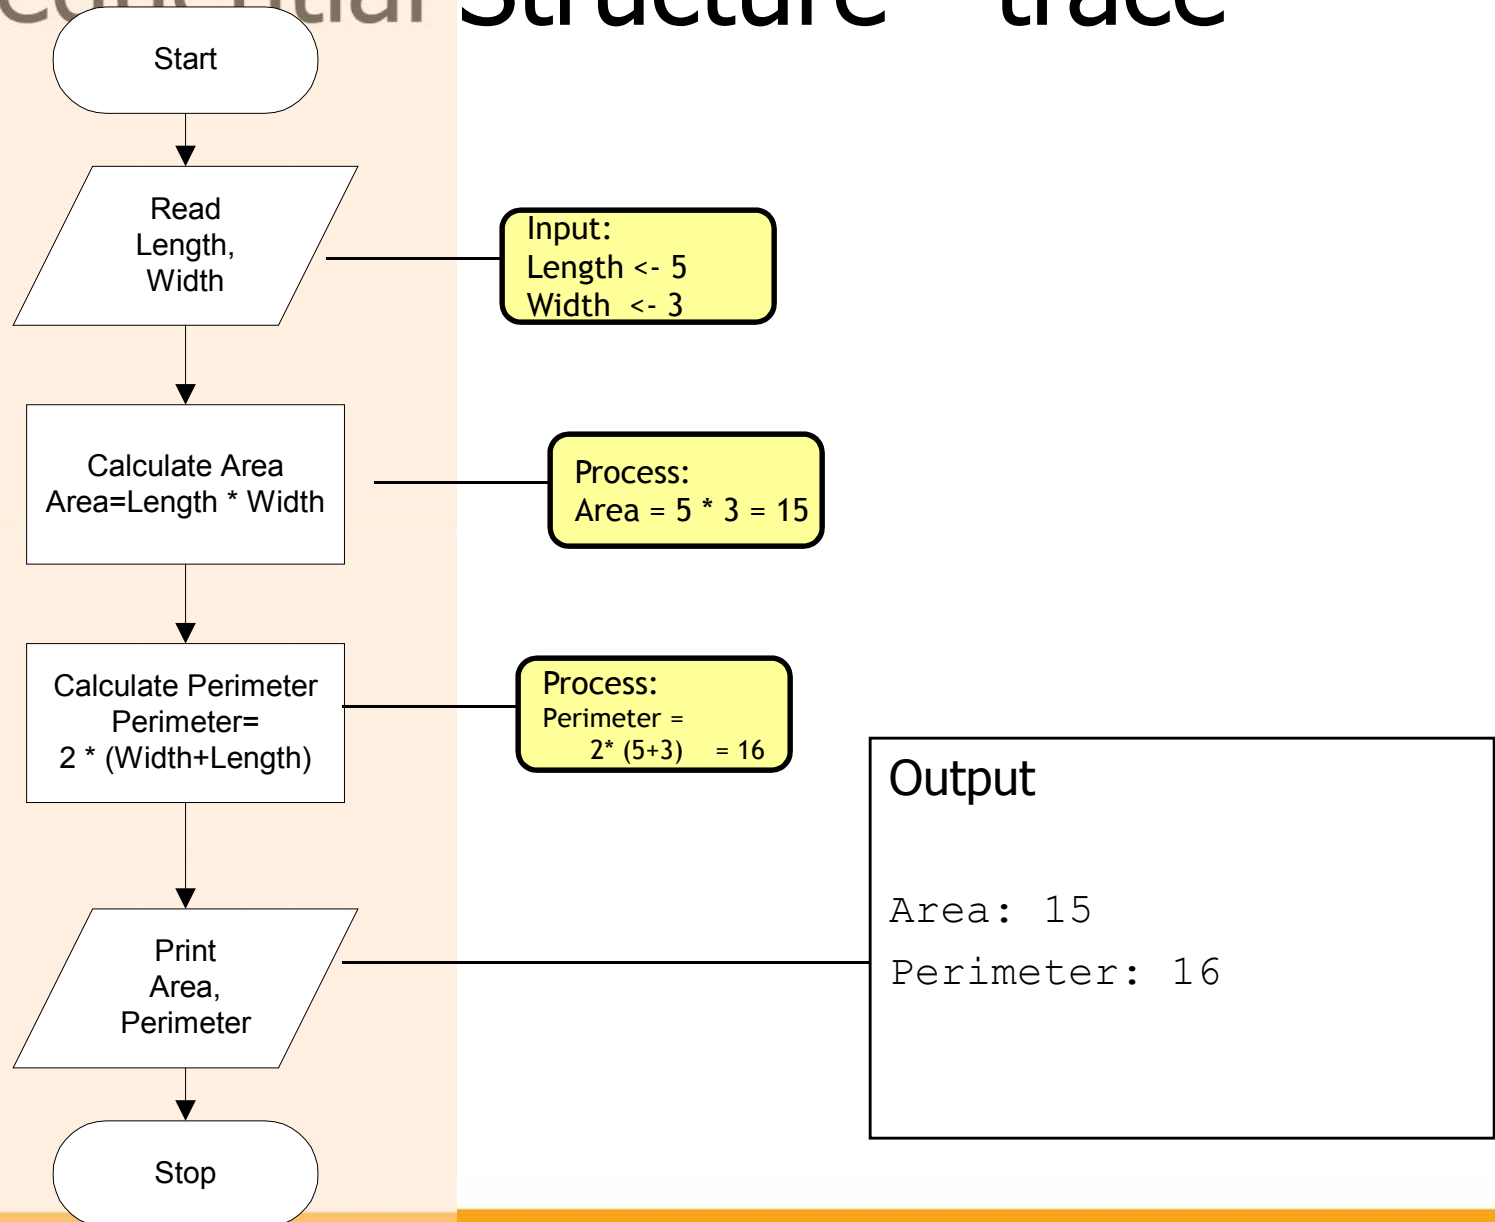 Structure trace
Start
Read
Length,
Width
Input:
Length <- 5
Width <- 3
Calculate Area
Area=Length * Width
Process:
Area = 5 * 3 = 15
Calculate Perimeter
Perimeter=
2 * (Width+Length)
Process:
Perimeter =
2* (5+3) = 16
Output
Area: 15
Perimeter: 16
Print
Area,
Perimeter
Stop